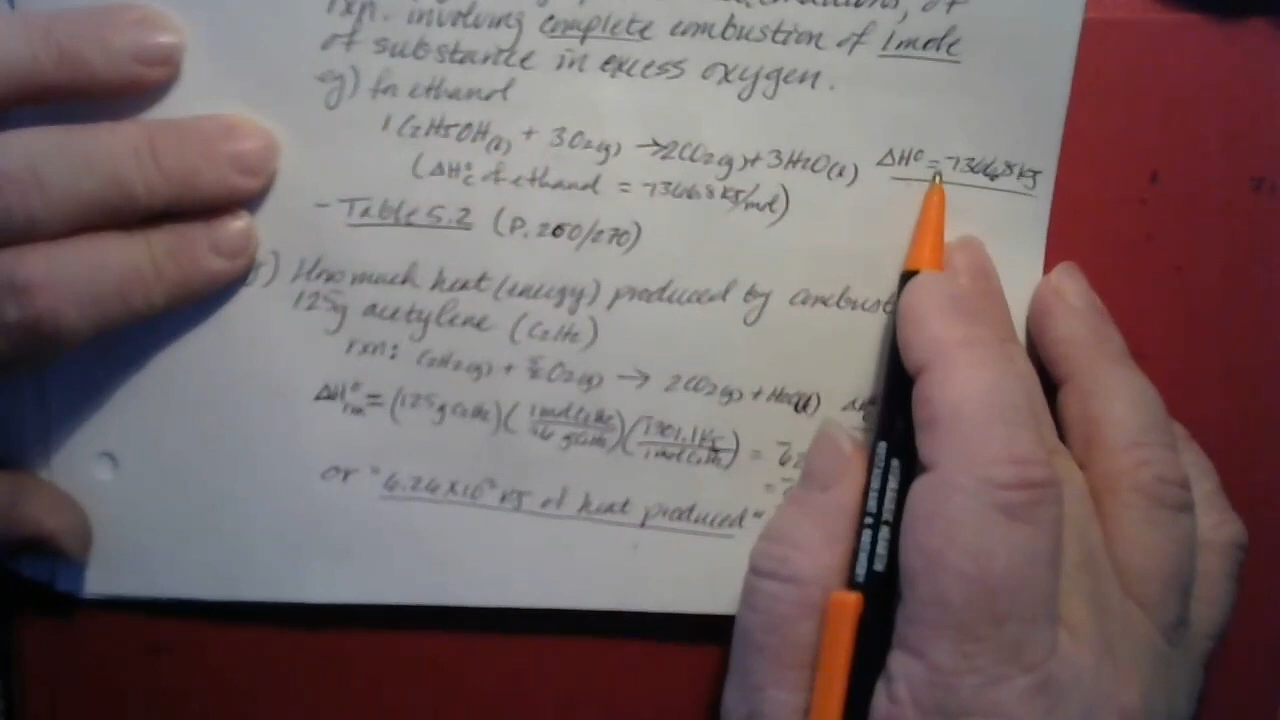 rxn. involving complete combustion of 1 mole
of substance in excess oxygen.
eg) for ethanol
1 C2H5OH(l) + 3O2(g) → 2CO2(g) + 3H2O(l) ΔH° = -1366.8 kJ
(ΔH°c of ethanol = -1366.8 kJ/mol)
- Table 5.2 (P. 260/270)
How much heat (energy) produced by combust
125g acetylene (C2H2)
rxn: C2H2(g) + 5/2 O2(g) → 2CO2(g) + H2O(l)
ΔH°rxn = (125 g C2H2)(1 mol C2H2/26 g C2H2)(-1301.1 kJ/1 mol C2H2) =
=
or "6.26 x 10³ kJ of heat produced"